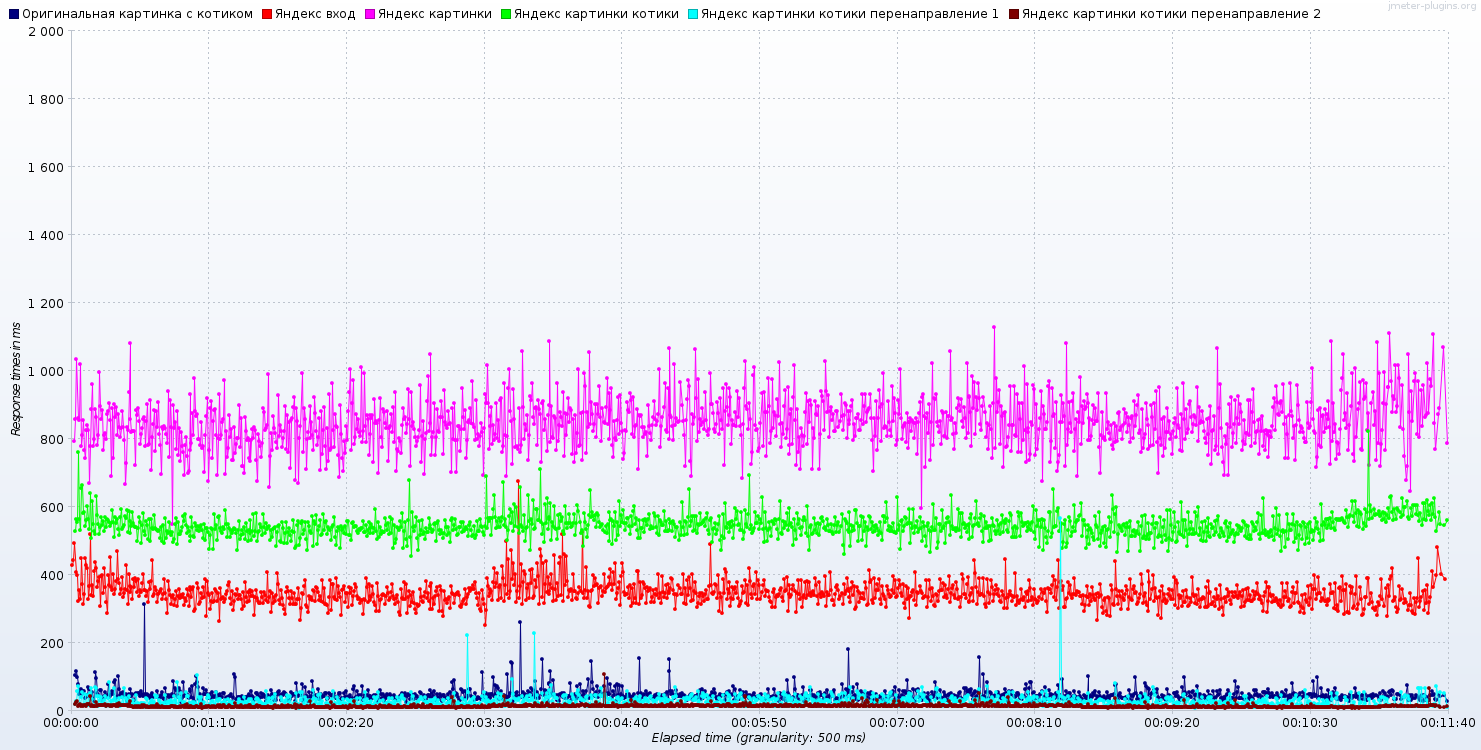 Оригинальная картинка с котиком Яндекс вход Яндекс картинки Яндекс картинки котики Яндекс картинки котики перенаправление 1 Яндекс картинки котики перенаправление 2
jmeter-plugins.org
2 000
1 800
1 600
1 400
1 200
1 000
800
600
400
200
0
Response times in ms
00:00:00 00:01:10 00:02:20 00:03:30 00:04:40 00:05:50 00:07:00 00:08:10 00:09:20 00:10:30 00:11:40
Elapsed time (granularity: 500 ms)